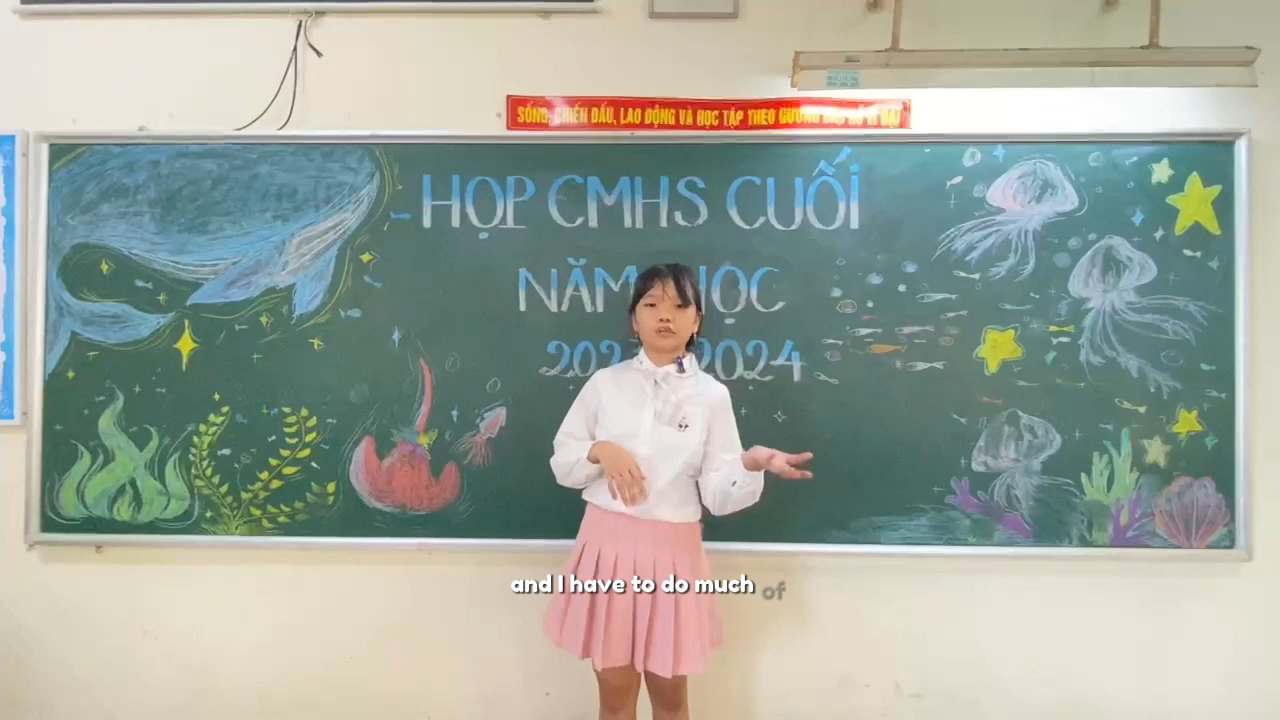 SỐNG, CHIẾN ĐẤU, LAO ĐỘNG VÀ HỌC TẬP THEO GƯƠNG
HỌP CMHS CUỐI
NĂM HỌC
2024
and I have to do much of